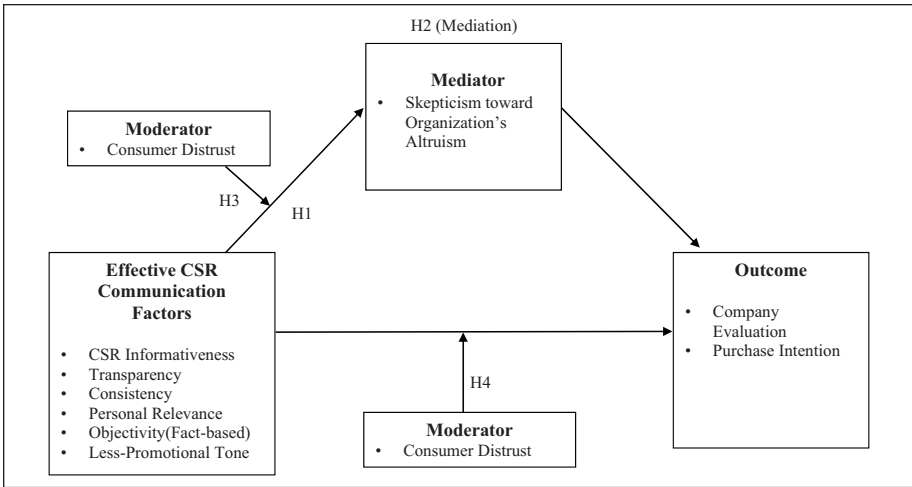 H2 (Mediation)
Mediator
• Skepticism toward
Organization's
Altruism
Moderator
• Consumer Distrust
H3
H1
Effective CSR
Communication
Factors
• CSR Informativeness
• Transparency
• Consistency
• Personal Relevance
• Objectivity(Fact-based)
• Less-Promotional Tone
Outcome
• Company
Evaluation
• Purchase Intention
H4
Moderator
• Consumer Distrust